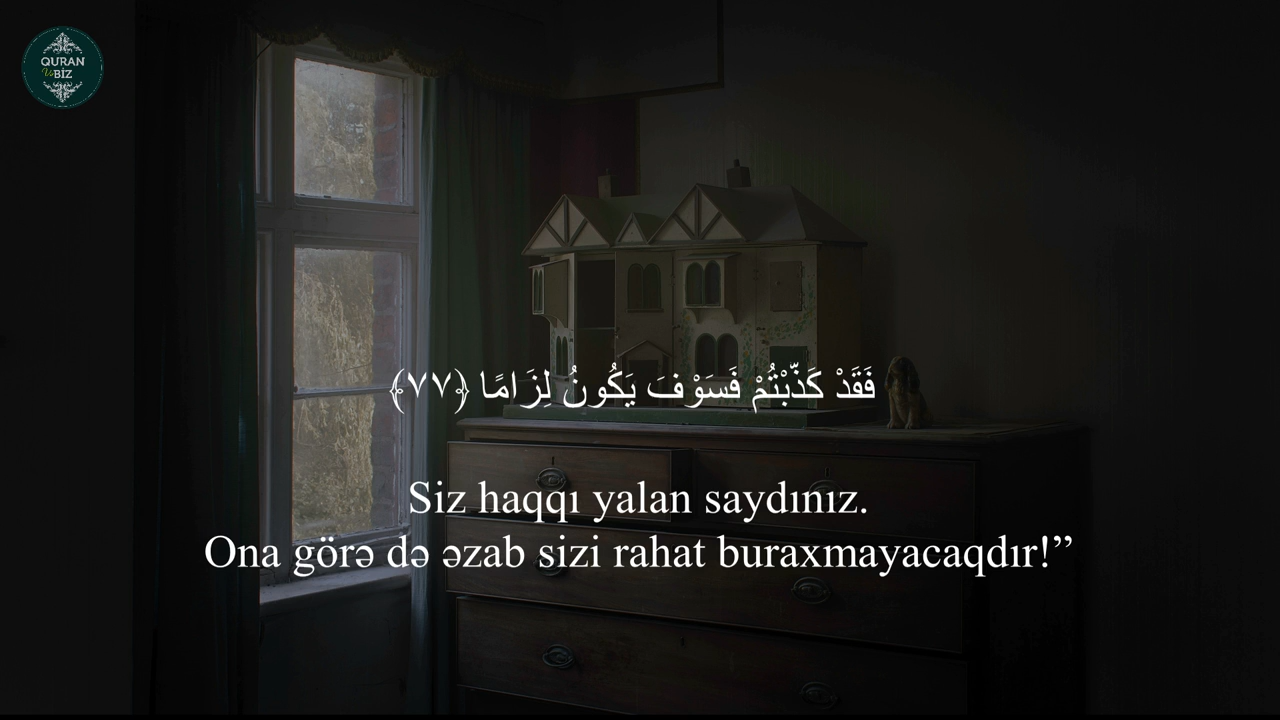 QURAN
Və BİZ
فَقَدْ كَذَّبْتُمْ فَسَوْفَ يَكُونُ لِزَامًا ﴿٧٧﴾
Siz haqqı yalan saydınız.
Ona görə də əzab sizi rahat buraxmayacaqdır!”